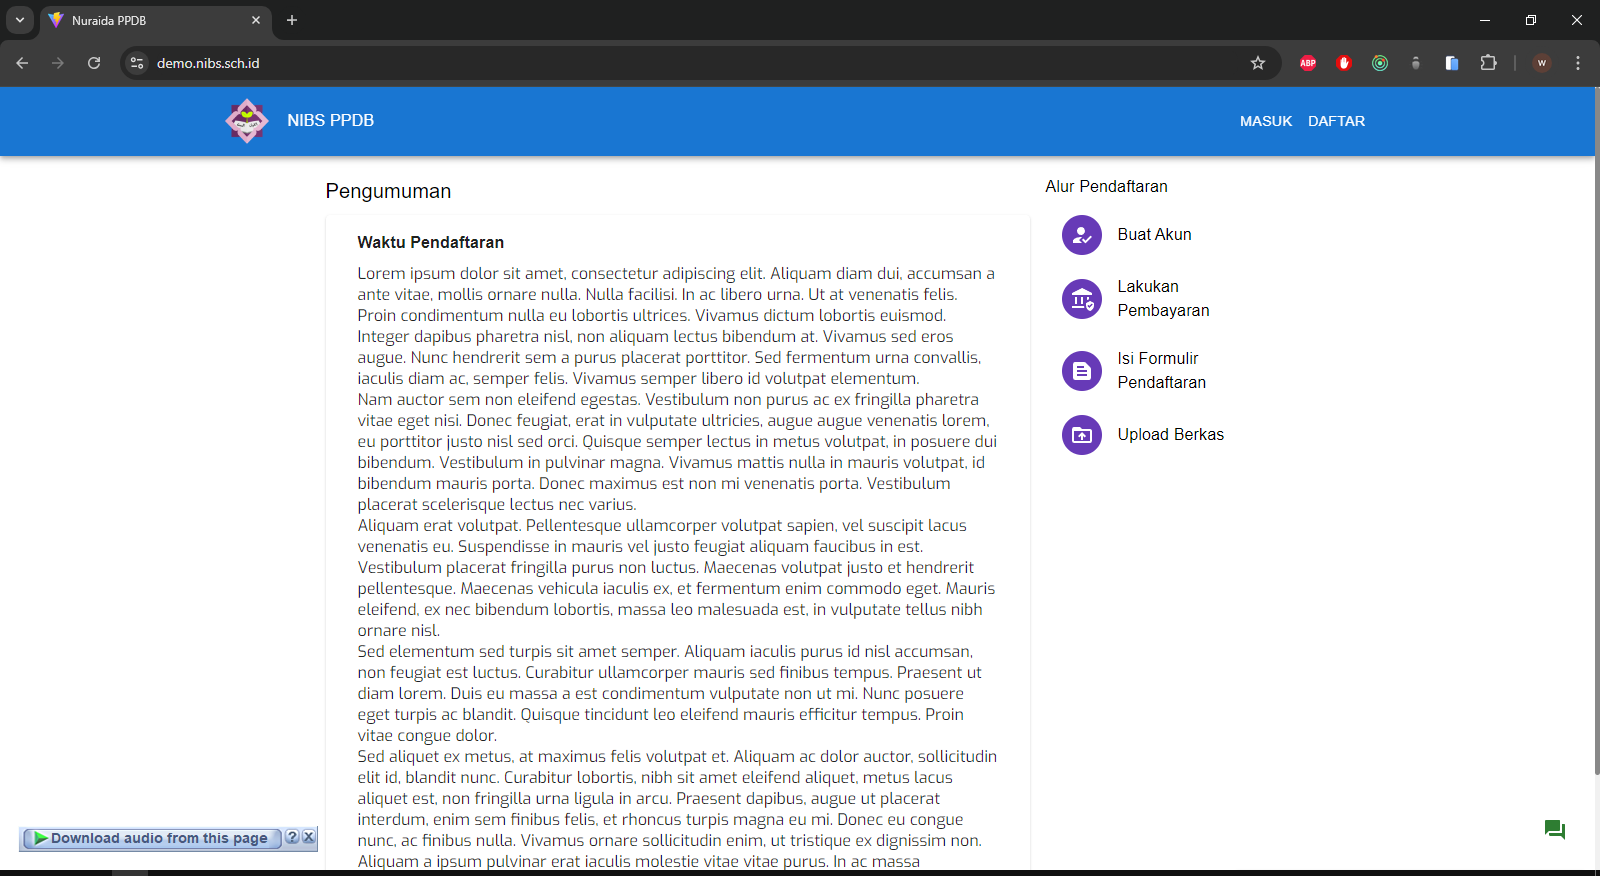 Nuraida PPDB
demo.nibs.sch.id
ABP
W
NIBS PPDB
MASUK DAFTAR
Pengumuman
Waktu Pendaftaran
Lorem ipsum dolor sit amet, consectetur adipiscing elit. Aliquam diam dui, accumsan a
ante vitae, mollis ornare nulla. Nulla facilisi. In ac libero urna. Ut at venenatis felis.
Proin condimentum nulla eu lobortis ultrices. Vivamus dictum lobortis euismod.
Integer dapibus pharetra nisl, non aliquam lectus bibendum at. Vivamus sed eros
augue. Nunc hendrerit sem a purus placerat porttitor. Sed fermentum urna convallis,
iaculis diam ac, semper felis. Vivamus semper libero id volutpat elementum.
Nam auctor sem non eleifend egestas. Vestibulum non purus ac ex fringilla pharetra
vitae eget nisi. Donec feugiat, erat in vulputate ultricies, augue augue venenatis lorem,
eu porttitor justo nisl sed orci. Quisque semper lectus in metus volutpat, in posuere dui
bibendum. Vestibulum in pulvinar magna. Vivamus mattis nulla in mauris volutpat, id
bibendum mauris porta. Donec maximus est non mi venenatis porta. Vestibulum
placerat scelerisque lectus nec varius.
Aliquam erat volutpat. Pellentesque ullamcorper volutpat sapien, vel suscipit lacus
venenatis eu. Suspendisse in mauris vel justo feugiat aliquam faucibus in est.
Vestibulum placerat fringilla purus non luctus. Maecenas volutpat justo et hendrerit
pellentesque. Maecenas vehicula iaculis ex, et fermentum enim commodo eget. Mauris
eleifend, ex nec bibendum lobortis, massa leo malesuada est, in vulputate tellus nibh
ornare nisl.
Sed elementum sed turpis sit amet semper. Aliquam iaculis purus id nisl accumsan,
non feugiat est luctus. Curabitur ullamcorper mauris sed finibus tempus. Praesent ut
diam lorem. Duis eu massa a est condimentum vulputate non ut mi. Nunc posuere
eget turpis ac blandit. Quisque tincidunt leo eleifend mauris efficitur tempus. Proin
vitae congue dolor.
Sed aliquet ex metus, at maximus felis volutpat et. Aliquam ac dolor auctor, sollicitudin
elit id, blandit nunc. Curabitur lobortis, nibh sit amet eleifend aliquet, metus lacus
aliquet est, non fringilla urna ligula in arcu. Praesent dapibus, augue ut placerat
interdum, enim sem finibus felis, et rhoncus turpis magna eu mi. Donec eu congue
nunc, ac finibus nulla. Vivamus ornare sollicitudin enim, ut tristique ex dignissim non.
Aliquam a ipsum pulvinar erat iaculis molestie vitae vitae purus. In ac massa
Alur Pendaftaran
Buat Akun
Lakukan
Pembayaran
Isi Formulir
Pendaftaran
Upload Berkas
Download audio from this page ? X